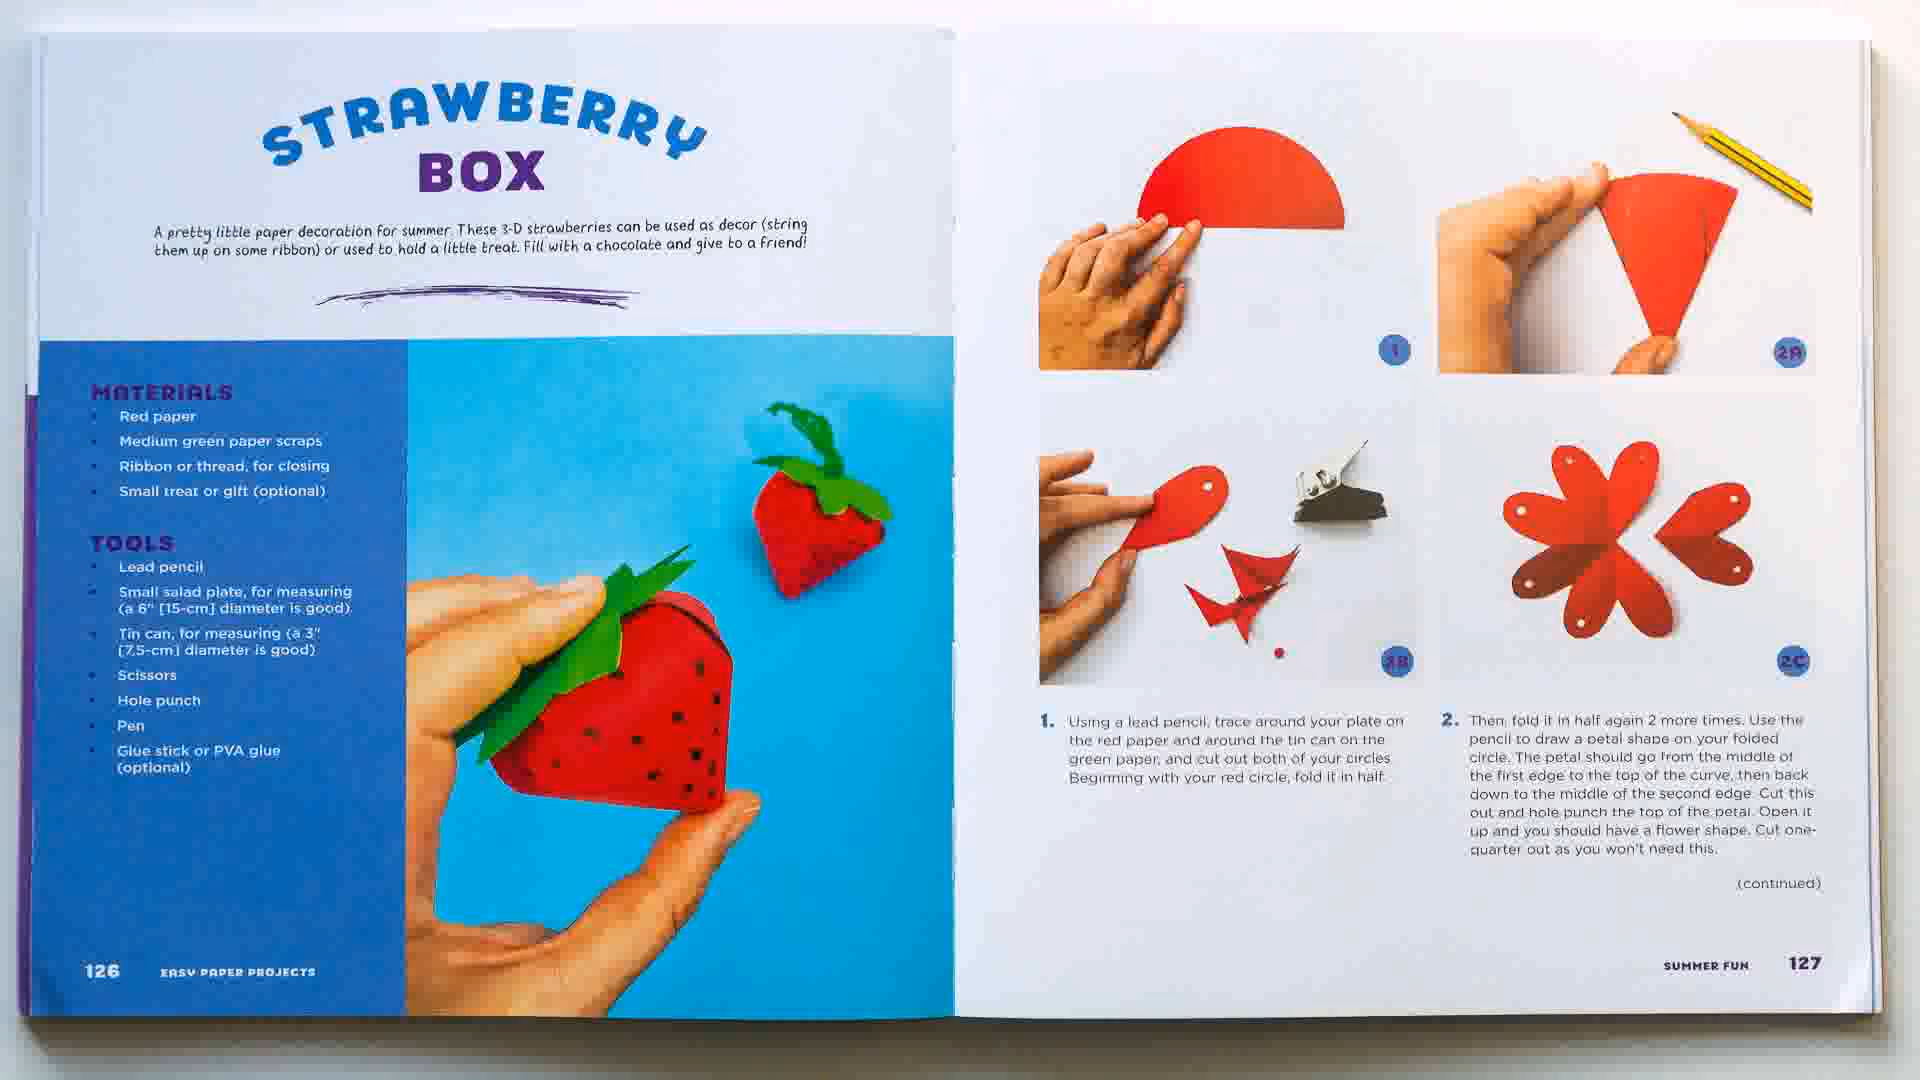 STRAWBERRY
BOX
A pretty little paper decoration for summer. These 3-D strawberries can be used as decor (string
them up on some ribbon) or used to hold a little treat. Fill with a chocolate and give to a friend!
MATERIALS
• Red paper
• Medium green paper scraps
• Ribbon or thread, for closing
• Small treat or gift (optional)
TOOLS
• Lead pencil
• Small salad plate, for measuring
(a 6" [15-cm] diameter is good)
• Tin can, for measuring (a 3"
[7.5-cm] diameter is good)
• Scissors
• Hole punch
• Pen
• Glue stick or PVA glue
(optional)
126 EASY PAPER PROJECTS
1
2A
2B
2C
1. Using a lead pencil, trace around your plate on
the red paper and around the tin can on the
green paper, and cut out both of your circles.
Beginning with your red circle, fold it in half.
2. Then, fold it in half again 2 more times. Use the
pencil to draw a petal shape on your folded
circle. The petal should go from the middle of
the first edge to the top of the curve, then back
down to the middle of the second edge. Cut this
out and hole punch the top of the petal. Open it
up and you should have a flower shape. Cut one-
quarter out as you won't need this.
(continued)
SUMMER FUN 127